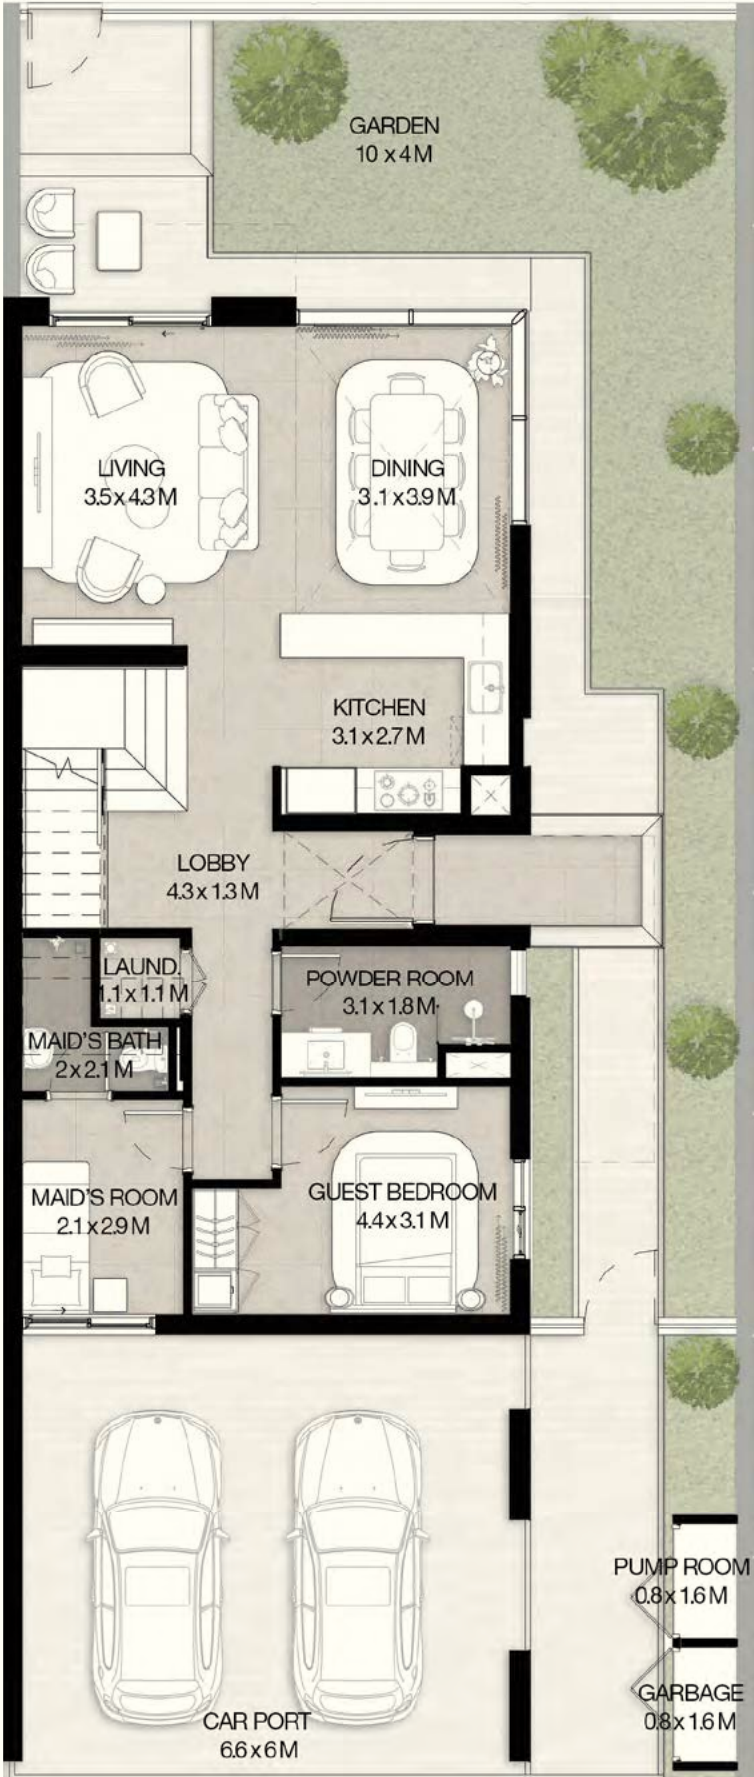 GARDEN
10 x 4 M
LIVING
3.5 x 4.3 M
DINING
3.1 x 3.9 M
KITCHEN
3.1 x 2.7 M
LOBBY
4.3 x 1.3 M
LAUND.
1.1 x 1.1 M
POWDER ROOM
3.1 x 1.8 M
MAID'S BATH
2 x 2.1 M
MAID'S ROOM
2.1 x 2.9 M
GUEST BEDROOM
4.4 x 3.1 M
PUMP ROOM
0.8 x 1.6 M
GARBAGE
0.8 x 1.6 M
CAR PORT
6.6 x 6 M